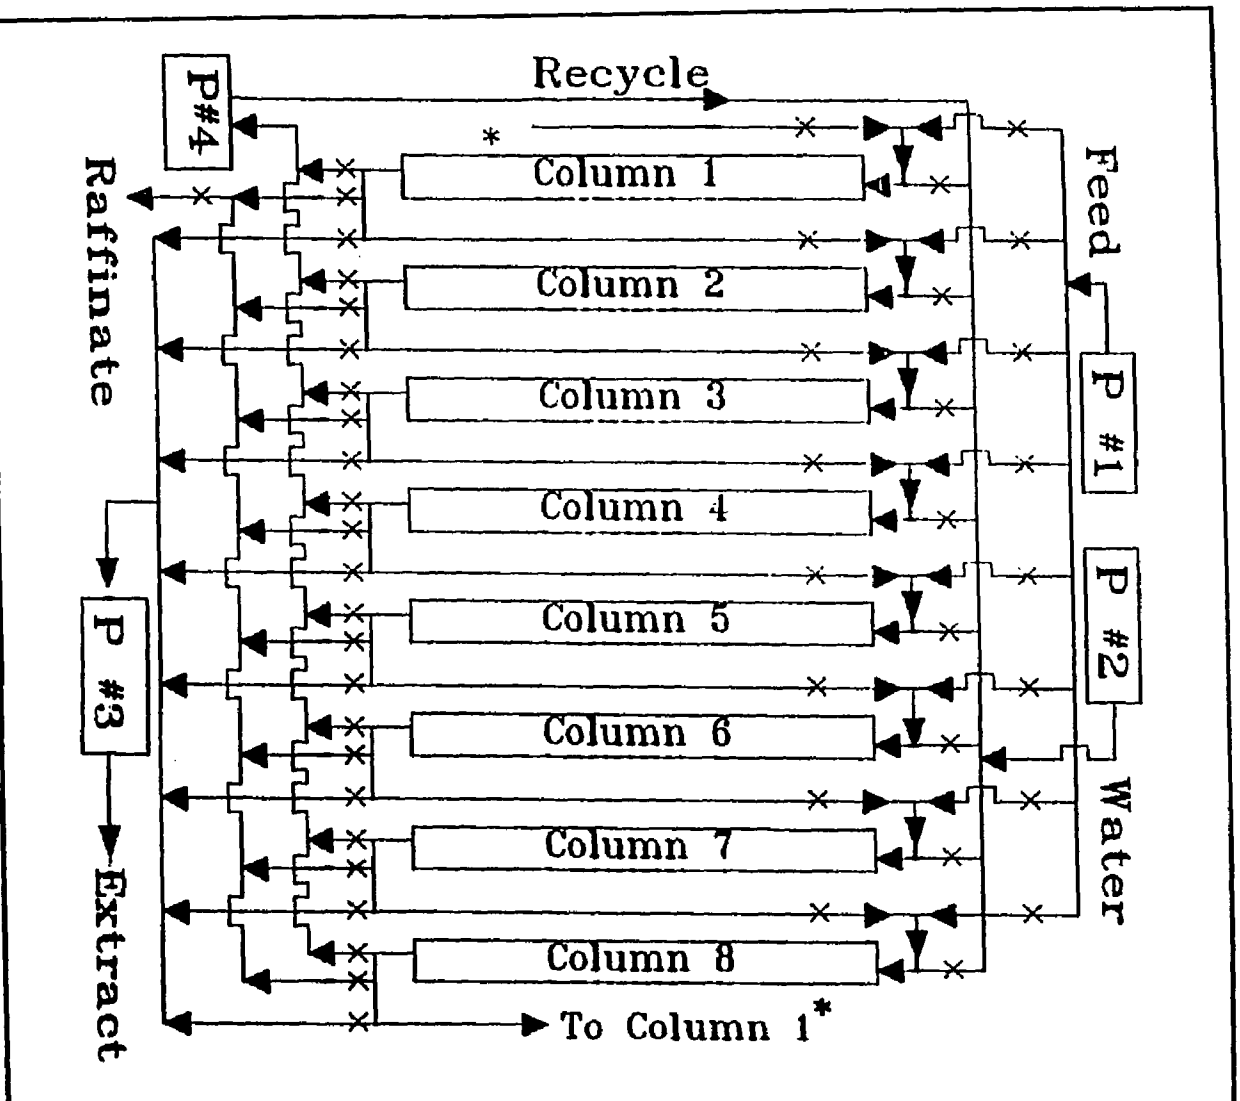 Recycle
P#4
*
Column 1
Raffinate
Feed
Column 2
Column 3
P #1
Column 4
Column 5
P #2
P #3
Column 6
Column 7
Water
Extract
Column 8
To Column 1*